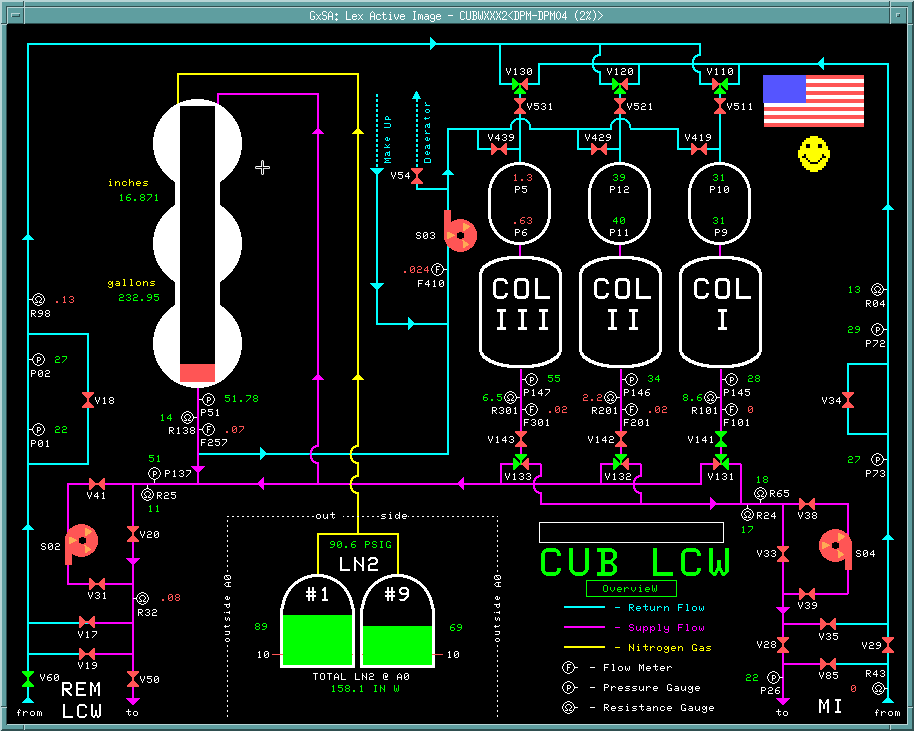 GxSA: Lex Active Image - CUBWXXX2<DPM-DPM04 (2%)>
V130 V120 V110
V531 V521 V511
Make Up
Deaerator
V439 V429 V419
V54
inches
16.871
1.3 39 31
P5 P12 P10
.63 40 31
P6 P11 P9
S03
.024 F
F410
gallons
232.95
COL III
COL II
COL I
Ω .13
R98
13 Ω
R04
29 P
P72
P 27
P02
V18
P 22
P01
V34
27 P
P73
P 51.78
P51
14 Ω
R138
F .07
F257
P 55
P147
6.5 Ω
R301
F .02
F301
P 34
P146
2.2 Ω
R201
F .02
F201
P 28
P145
8.6 Ω
R101
F 0
F101
V143 V142 V141
V133 V132 V131
51
P P137
Ω R25
11
V41
V20
S02
V31
Ω .08
R32
V17
V19
V60
V50
REM
LCW
from
to
out side
outside A0
outside A0
90.6 PSIG
LN2
#1 #9
89 69
10 10
TOTAL LN2 @ A0
158.1 IN W
18
Ω R65
Ω R24
17
V38
V33
S04
V39
V35
V28
V29
V85
22 P
P26
R43
0 Ω
MI
to
from
CUB LCW
OvervieW
- Return Flow
- Supply Flow
- Nitrogen Gas
F - Flow Meter
P - Pressure Gauge
Ω - Resistance Gauge